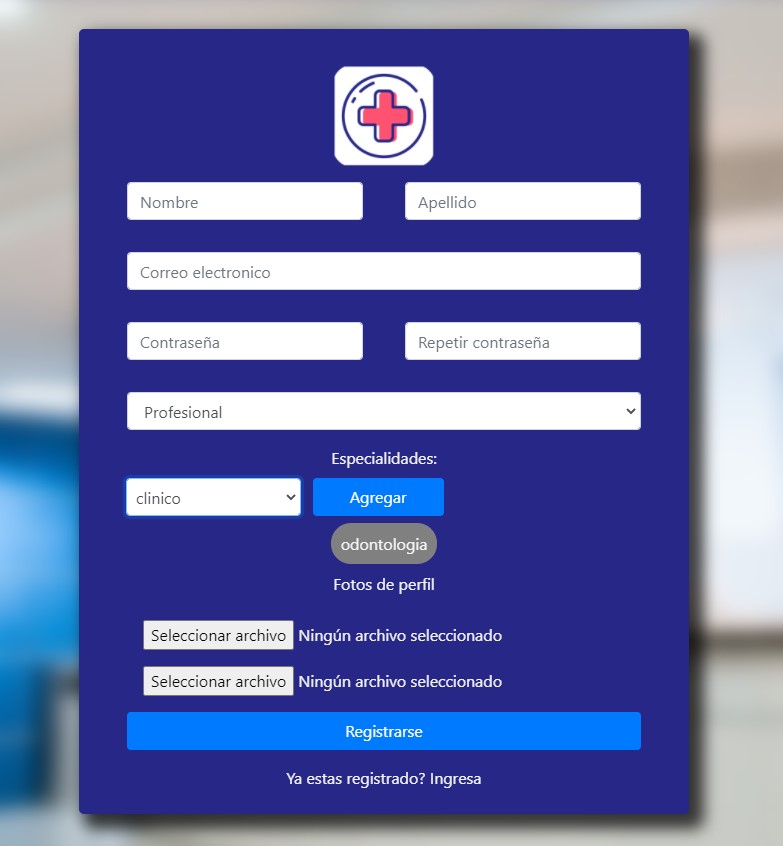 Nombre Apellido
Correo electronico
Contraseña Repetir contraseña
Profesional
Especialidades:
clinico Agregar
odontologia
Fotos de perfil
Seleccionar archivo Ningún archivo seleccionado
Seleccionar archivo Ningún archivo seleccionado
Registrarse
Ya estas registrado? Ingresa